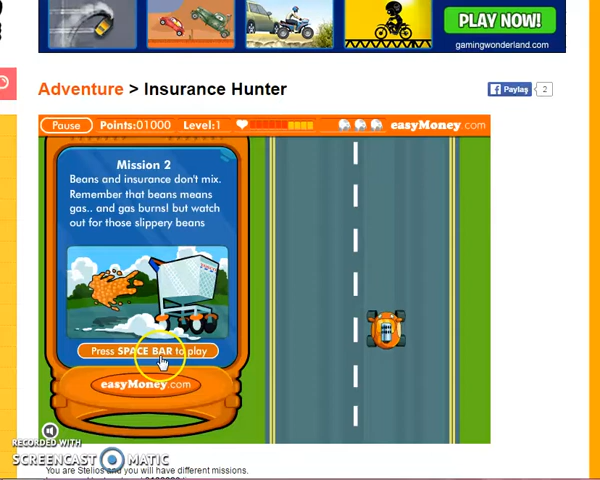 PLAY NOW!
gamingwonderland.com
Adventure > Insurance Hunter
Paylaş 2
Pause Points:01000 Level:1 easyMoney.com
Mission 2
Beans and insurance don't mix.
Remember that beans means
gas.. and gas burns! but watch
out for those slippery beans
Press SPACE BAR to play
easyMoney.com
RECORDED WITH
SCREENCAST MATIC
You are Stelios and you will have different missions.